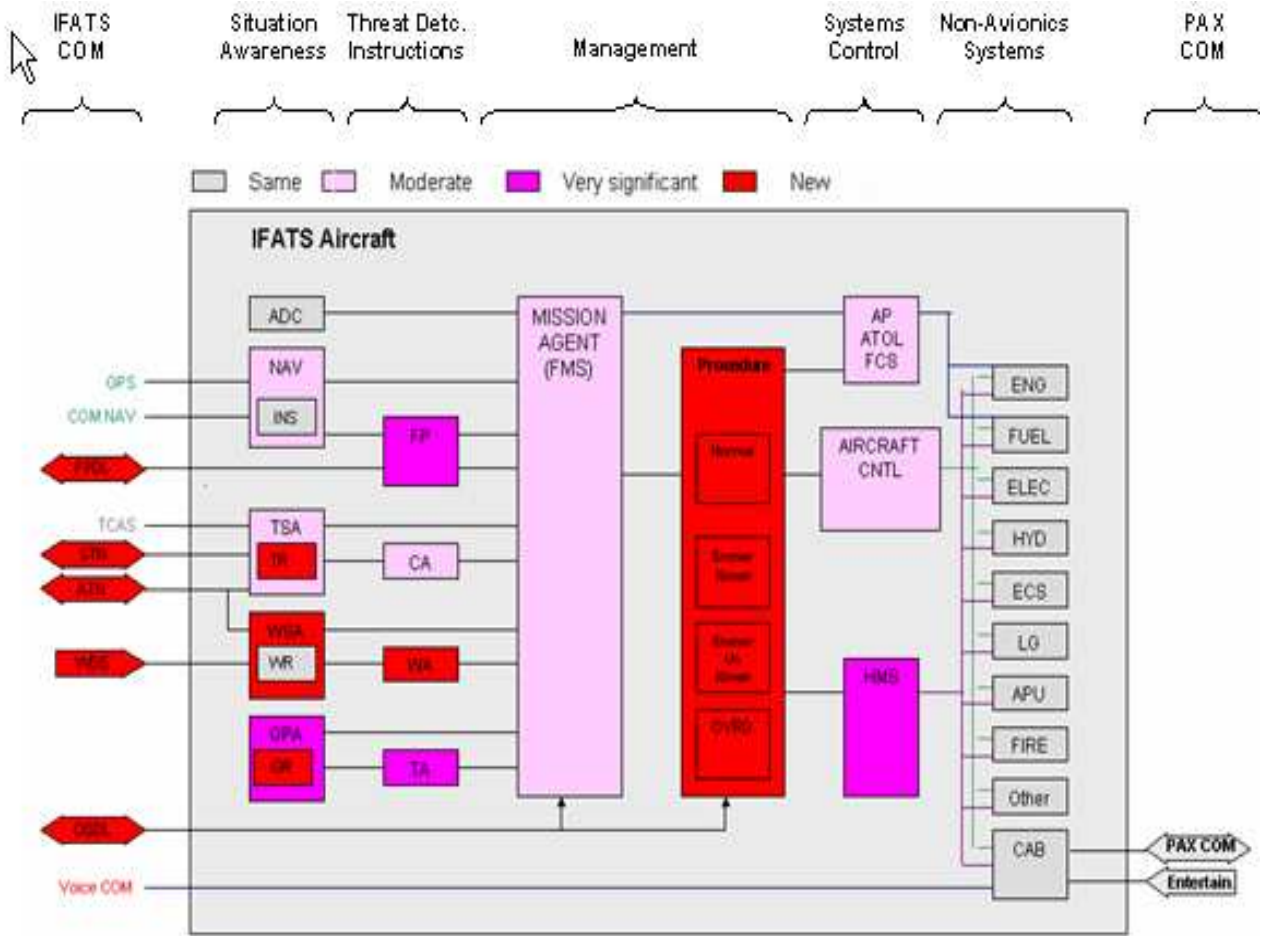 IFATS
COM
Situation
Awareness
Threat Detc.
Instructions
Management
Systems
Control
Non-Avionics
Systems
PAX
COM
Same
Moderate
Very significant
New
IFATS Aircraft
ADC
NAV
INS
GPS
COM NAV
FP
TCAS
TSA
TR
CA
ATN
WSA
WR
WA
TA
MISSION
AGENT
(FMS)
Procedure
Normal
OVRD
AP
ATOL
FCS
AIRCRAFT
CNTL
HMS
ENG
FUEL
ELEC
HYD
ECS
LG
APU
FIRE
Other
CAB
Voice COM
PAX COM
Entertain